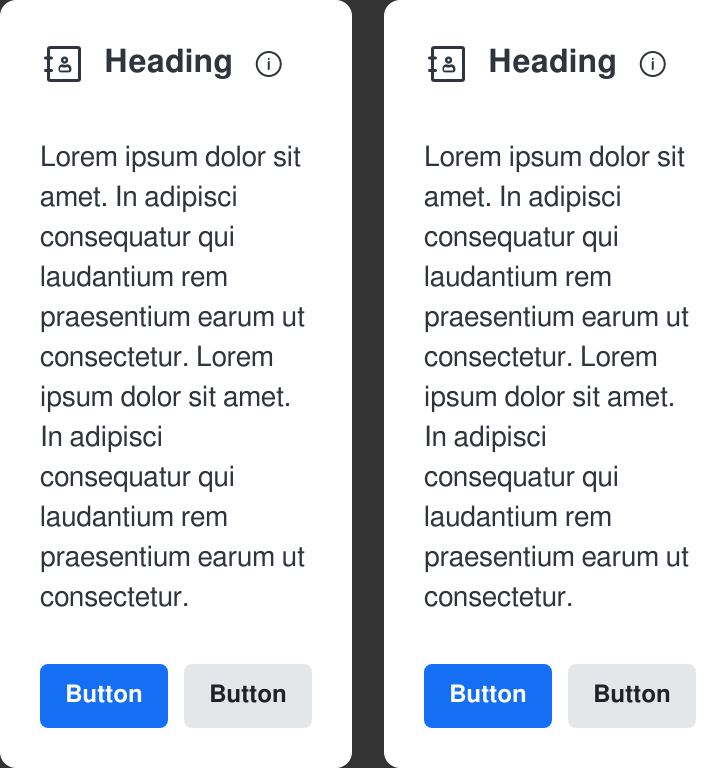 Heading
Lorem ipsum dolor sit
amet. In adipisci
consequatur qui
laudantium rem
praesentium earum ut
consectetur. Lorem
ipsum dolor sit amet.
In adipisci
consequatur qui
laudantium rem
praesentium earum ut
consectetur.
Button Button
Heading
Lorem ipsum dolor sit
amet. In adipisci
consequatur qui
laudantium rem
praesentium earum ut
consectetur. Lorem
ipsum dolor sit amet.
In adipisci
consequatur qui
laudantium rem
praesentium earum ut
consectetur.
Button Button